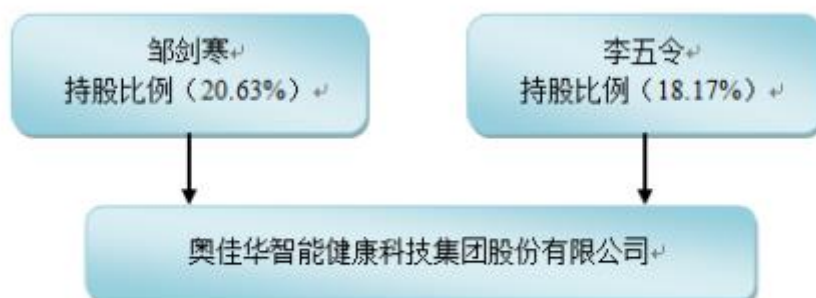 邹剑寒
持股比例（20.63%）
李五令
持股比例（18.17%）
奥佳华智能健康科技集团股份有限公司